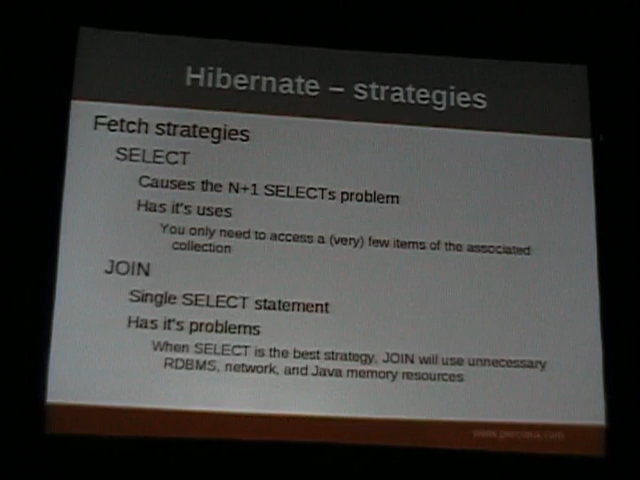 Hibernate – strategies
Fetch strategies
SELECT
Causes the N+1 SELECTs problem
Has it's uses
You only need to access a (very) few items of the associated
collection
JOIN
Single SELECT statement
Has it's problems
When SELECT is the best strategy, JOIN will use unnecessary
RDBMS, network, and Java memory resources
www.percona.com